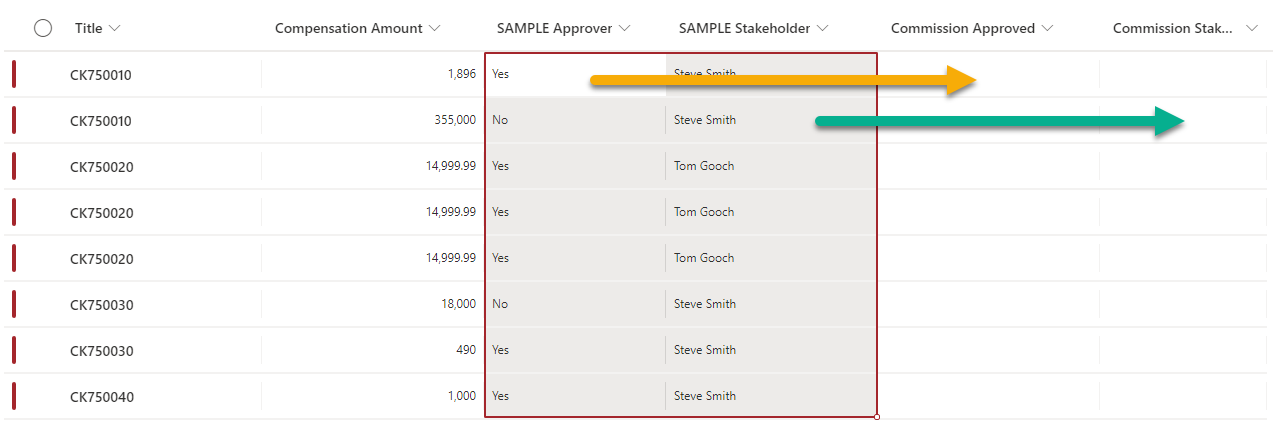 Title Compensation Amount SAMPLE Approver SAMPLE Stakeholder Commission Approved Commission Stak...
CK750010 1,896 Yes Steve Smith
CK750010 355,000 No Steve Smith
CK750020 14,999.99 Yes Tom Gooch
CK750020 14,999.99 Yes Tom Gooch
CK750020 14,999.99 Yes Tom Gooch
CK750030 18,000 No Steve Smith
CK750030 490 Yes Steve Smith
CK750040 1,000 Yes Steve Smith